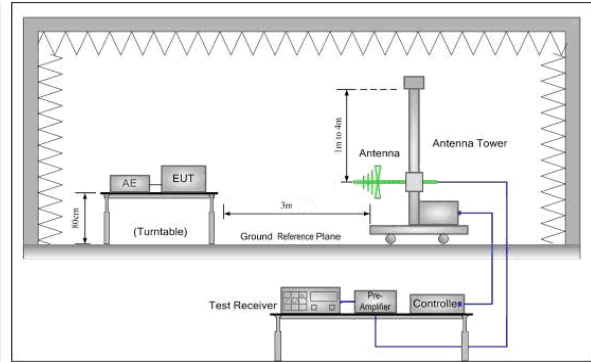 1m to 4m
Antenna
Antenna Tower
AE
EUT
80cm
(Turntable)
3m
Ground Reference Plane
Test Receiver
Pre-
Amplifier
Controller